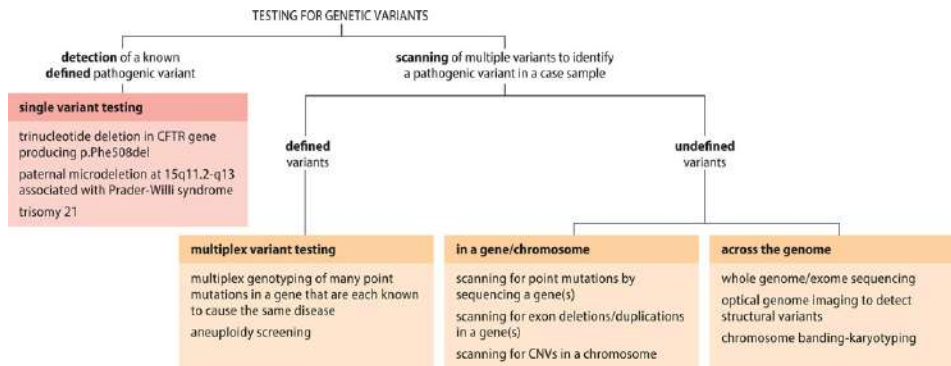 TESTING FOR GENETIC VARIANTS
detection of a known
defined pathogenic variant
scanning of multiple variants to identify
a pathogenic variant in a case sample
single variant testing
trinucleotide deletion in CFTR gene
producing p.Phe508del
paternal microdeletion at 15q11.2-q13
associated with Prader-Willi syndrome
trisomy 21
defined
variants
undefined
variants
multiplex variant testing
multiplex genotyping of many point
mutations in a gene that are each known
to cause the same disease
aneuploidy screening
in a gene/chromosome
scanning for point mutations by
sequencing a gene(s)
scanning for exon deletions/duplications
in a gene(s)
scanning for CNVs in a chromosome
across the genome
whole genome/exome sequencing
optical genome imaging to detect
structural variants
chromosome banding-karyotyping